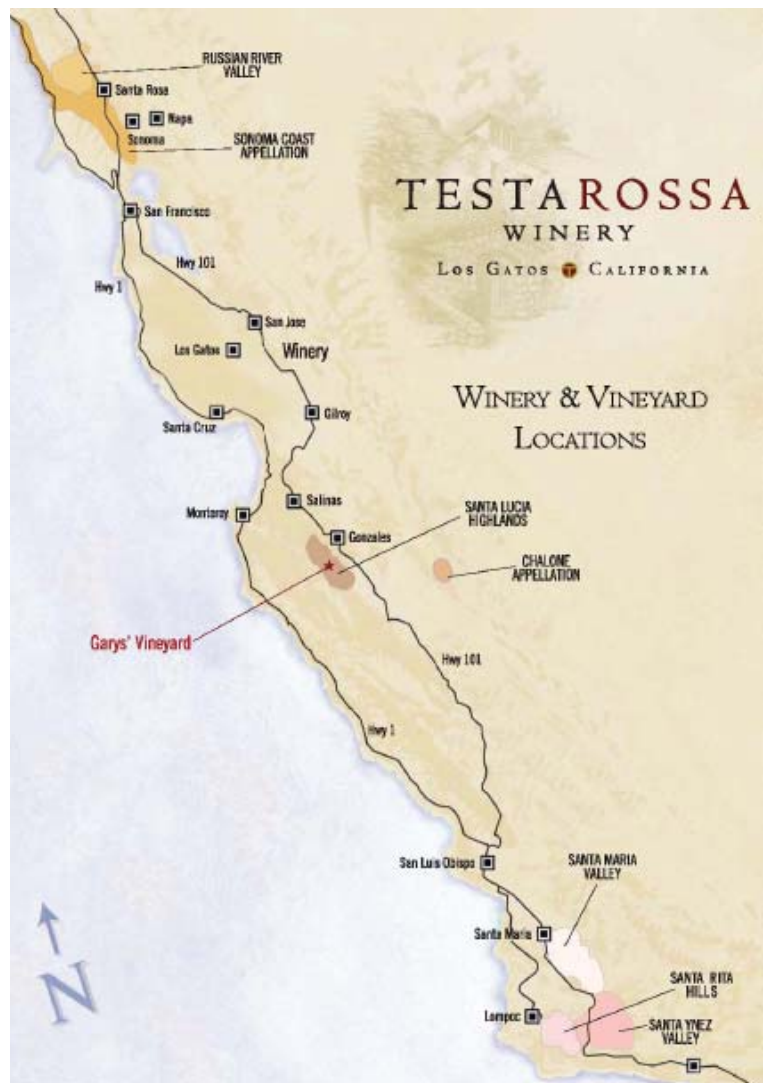 RUSSIAN RIVER
VALLEY
Santa Rosa
Napa
Sonoma
SONOMA COAST
APPELLATION
TESTAROSSA
WINERY
LOS GATOS CALIFORNIA
San Francisco
Hwy 101
Hwy 1
San Jose
Los Gatos
Winery
WINERY & VINEYARD
LOCATIONS
Santa Cruz
Gilroy
Salinas
Monterey
SANTA LUCIA
HIGHLANDS
Gonzales
CHALONE
APPELLATION
Garys' Vineyard
Hwy 101
Hwy 1
San Luis Obispo
SANTA MARIA
VALLEY
Santa Maria
SANTA RITA
HILLS
Lompoc
SANTA YNEZ
VALLEY
N